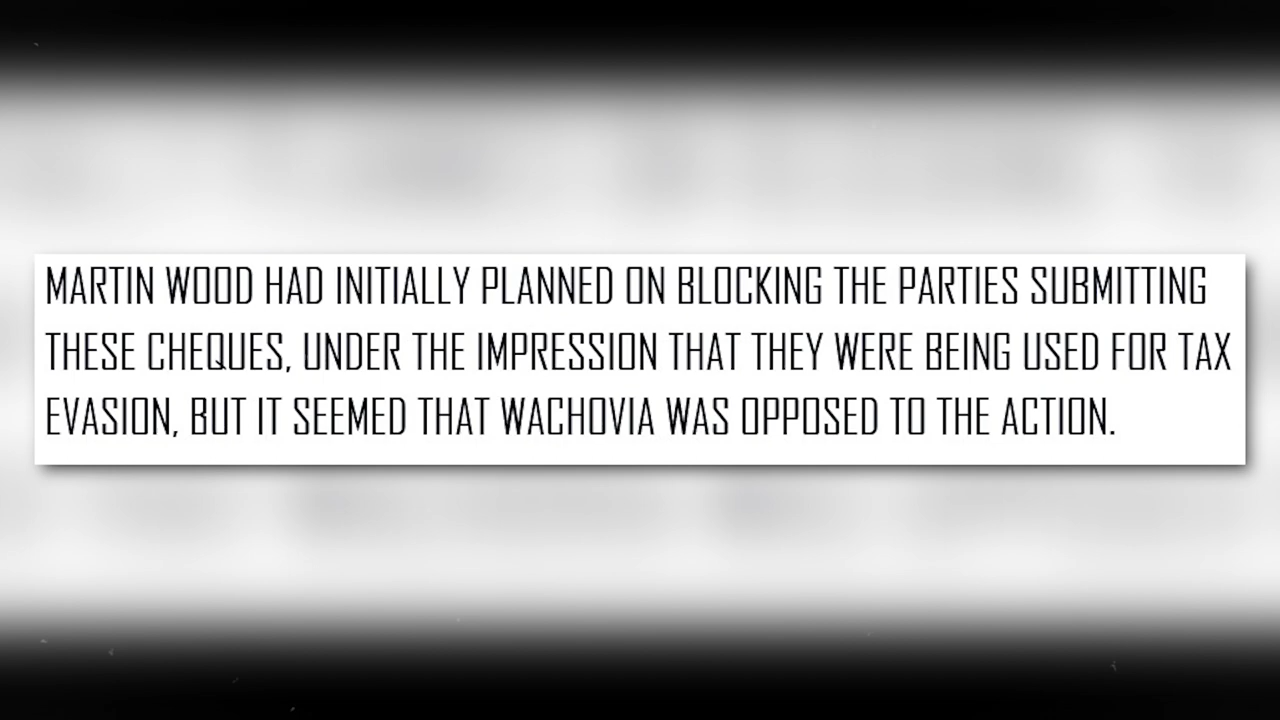 MARTIN WOOD HAD INITIALLY PLANNED ON BLOCKING THE PARTIES SUBMITTING
THESE CHEQUES, UNDER THE IMPRESSION THAT THEY WERE BEING USED FOR TAX
EVASION, BUT IT SEEMED THAT WACHOVIA WAS OPPOSED TO THE ACTION.